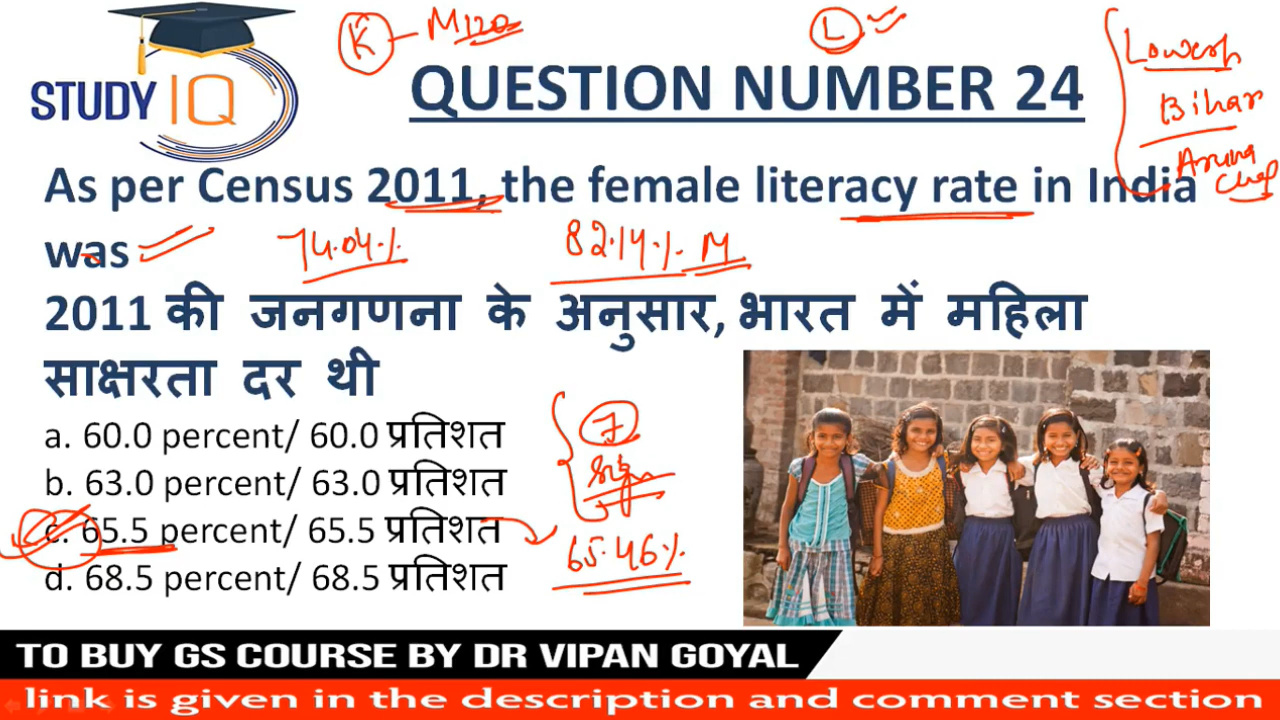 K - Mizo
L
Lowest
Bihar
STUDY IQ
QUESTION NUMBER 24
As per Census 2011, the female literacy rate in India
was
74.04%
82.14% M
2011 की जनगणना के अनुसार, भारत में महिला
साक्षरता दर थी
a. 60.0 percent/ 60.0 प्रतिशत
b. 63.0 percent/ 63.0 प्रतिशत
c. 65.5 percent/ 65.5 प्रतिशत
65.46%
d. 68.5 percent/ 68.5 प्रतिशत
TO BUY GS COURSE BY DR VIPAN GOYAL
link is given in the description and comment section